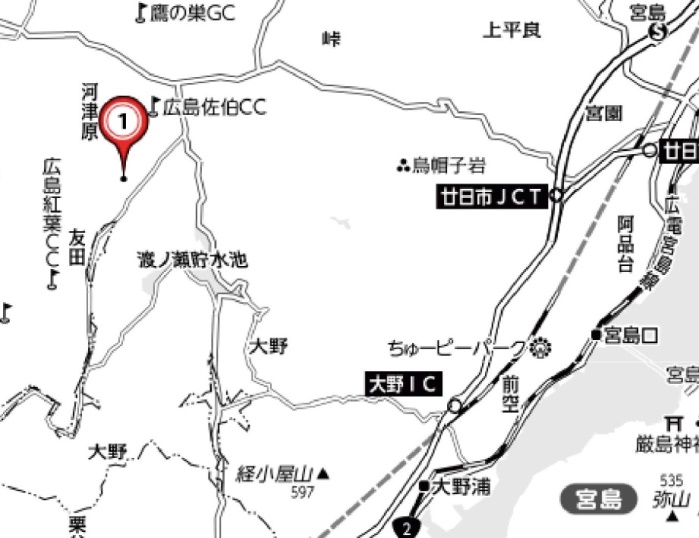 鷹の巣GC
宮島
S
峠
上平良
河津原
1
広島佐伯CC
宮園
廿日
烏帽子岩
広島紅葉CC
廿日市JCT
友田
阿品台
広電宮島線
渡ノ瀬貯水池
宮島口
大野
ちゅーピーパーク
宮島
大野IC
前空
厳島神
大野
経小屋山
597
大野浦
535
弥山
宮島
栗谷
2